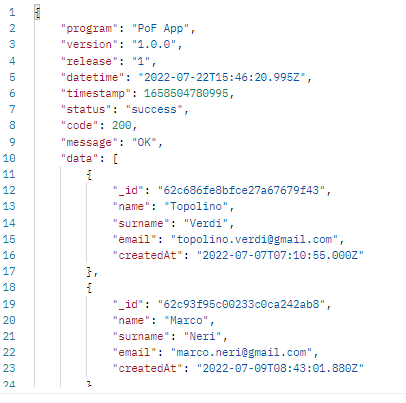 1 {
2 "program": "PoF App",
3 "version": "1.0.0",
4 "release": "1",
5 "datetime": "2022-07-22T15:46:20.995Z",
6 "timestamp": 1658504780995,
7 "status": "success",
8 "code": 200,
9 "message": "OK",
10 "data": [
11 {
12 "_id": "62c686fe8bfce27a67679f43",
13 "name": "Topolino",
14 "surname": "Verdi",
15 "email": "topolino.verdi@gmail.com",
16 "createdAt": "2022-07-07T07:10:55.000Z"
17 },
18 {
19 "_id": "62c93f95c00233c0ca242ab8",
20 "name": "Marco",
21 "surname": "Neri",
22 "email": "marco.neri@gmail.com",
23 "createdAt": "2022-07-09T08:43:01.880Z"
24 }